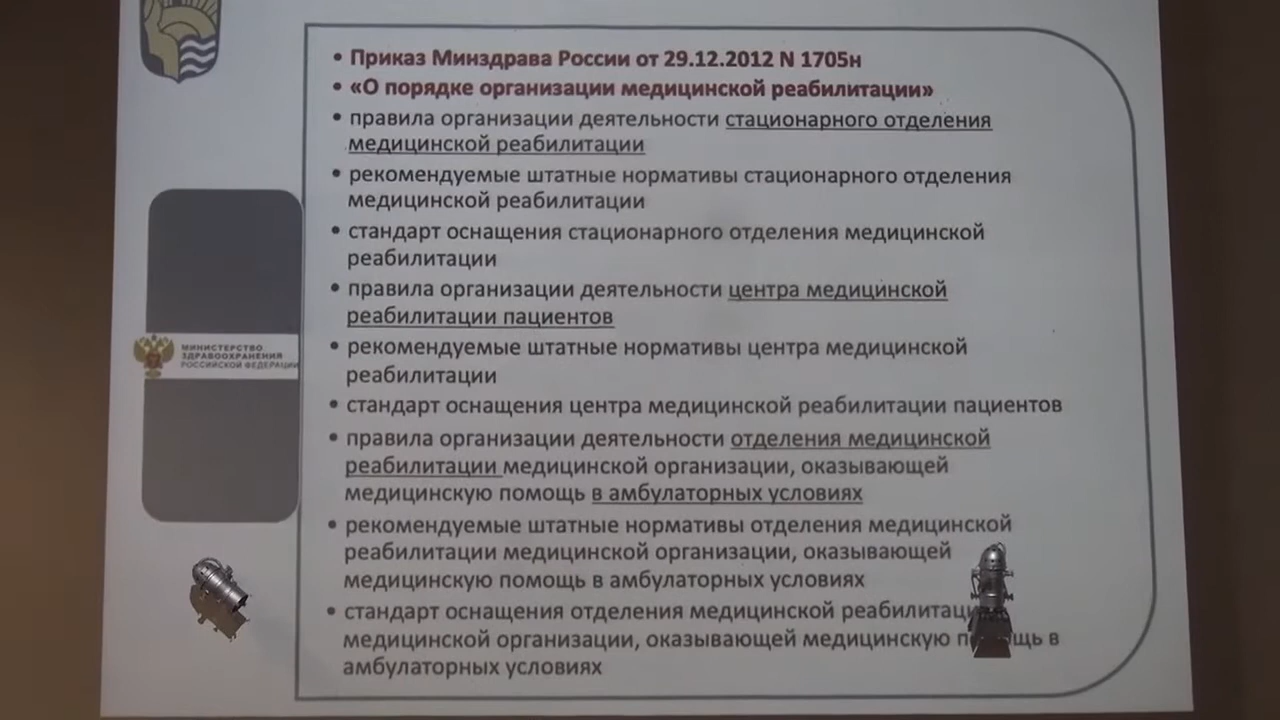 • Приказ Минздрава России от 29.12.2012 N 1705н
• «О порядке организации медицинской реабилитации»
• правила организации деятельности стационарного отделения
медицинской реабилитации
• рекомендуемые штатные нормативы стационарного отделения
медицинской реабилитации
• стандарт оснащения стационарного отделения медицинской
реабилитации
• правила организации деятельности центра медицинской
реабилитации пациентов
• рекомендуемые штатные нормативы центра медицинской
реабилитации
• стандарт оснащения центра медицинской реабилитации пациентов
• правила организации деятельности отделения медицинской
реабилитации медицинской организации, оказывающей
медицинскую помощь в амбулаторных условиях
• рекомендуемые штатные нормативы отделения медицинской
реабилитации медицинской организации, оказывающей
медицинскую помощь в амбулаторных условиях
• стандарт оснащения отделения медицинской
медицинской организации, оказывающей медицинскую в
амбулаторных условиях
МИНИСТЕРСТВО
ЗДРАВООХРАНЕНИЯ
РОССИЙСКОЙ ФЕДЕРАЦИИ